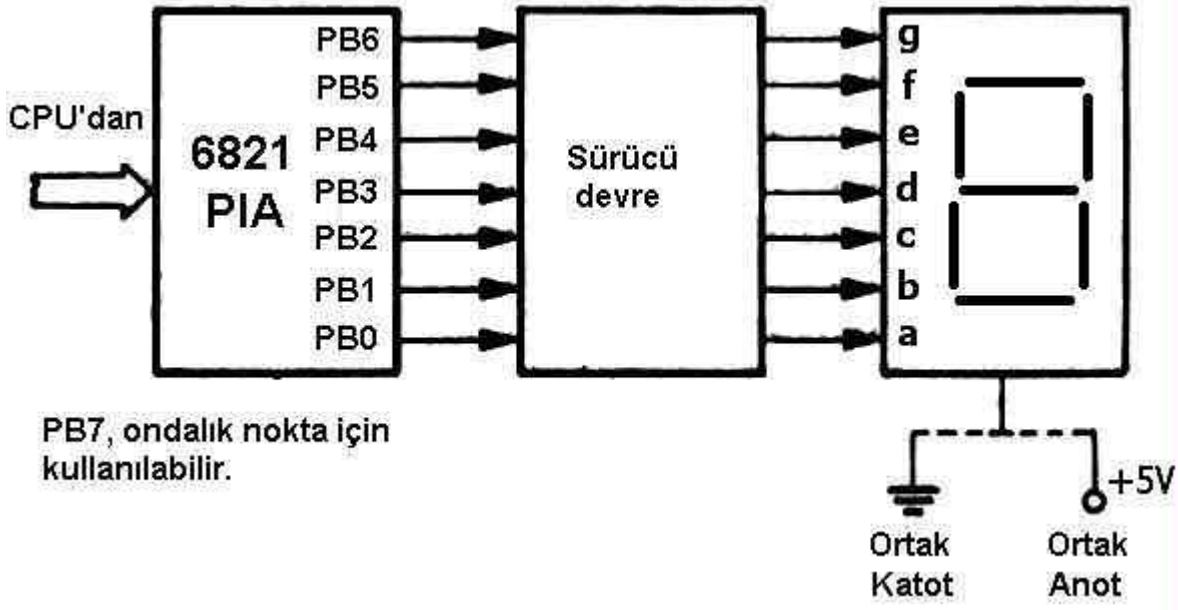 CPU'dan
6821
PIA
PB6
PB5
PB4
PB3
PB2
PB1
PB0
Sürücü
devre
g
f
e
d
c
b
a
PB7, ondalık nokta için
kullanılabilir.
+5V
Ortak
Katot
Ortak
Anot